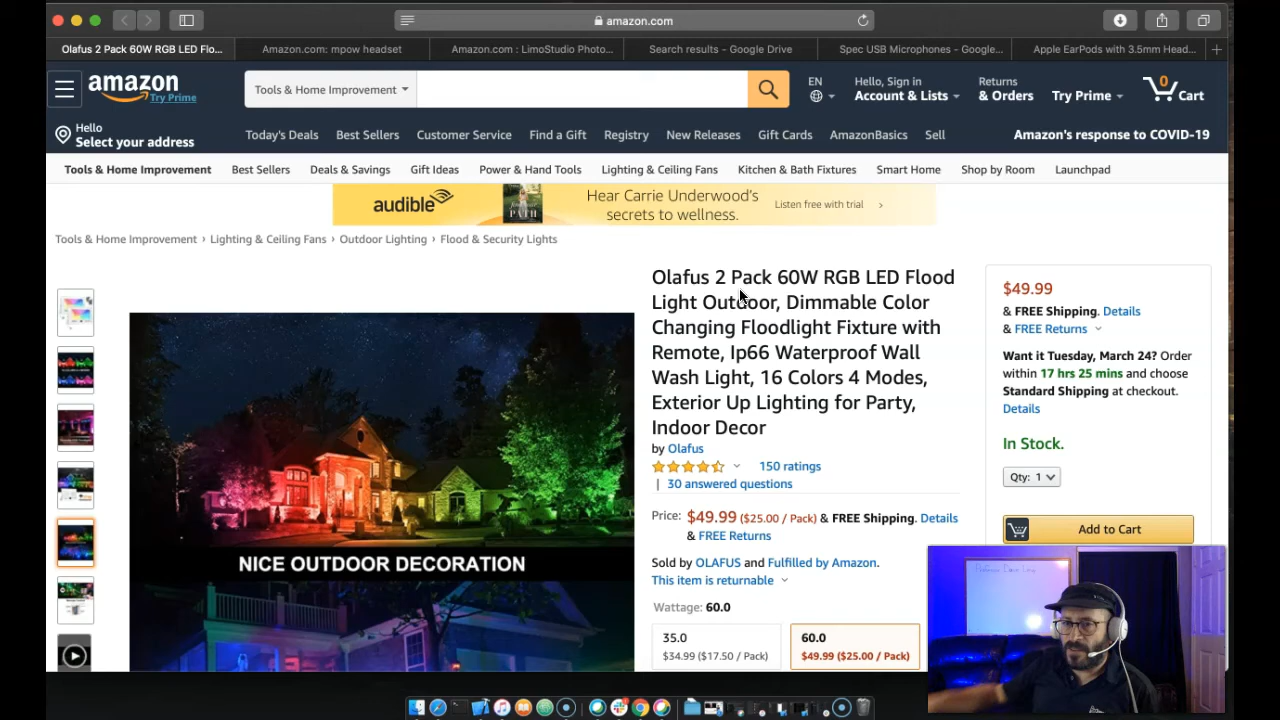 amazon.com
Olafus 2 Pack 60W RGB LED Flo...
Amazon.com: mpow headset
Amazon.com : LimoStudio Photo...
Search results - Google Drive
Spec USB Microphones - Google...
Apple EarPods with 3.5mm Head...
amazon
Try Prime
Tools & Home Improvement
EN
Hello, Sign in
Account & Lists
Returns
& Orders
Try Prime
0
Cart
Hello
Select your address
Today's Deals
Best Sellers
Customer Service
Find a Gift
Registry
New Releases
Gift Cards
AmazonBasics
Sell
Amazon's response to COVID-19
Tools & Home Improvement
Best Sellers
Deals & Savings
Gift Ideas
Power & Hand Tools
Lighting & Ceiling Fans
Kitchen & Bath Fixtures
Smart Home
Shop by Room
Launchpad
audible
PATH
Hear Carrie Underwood's
secrets to wellness.
Listen free with trial ›
Tools & Home Improvement › Lighting & Ceiling Fans › Outdoor Lighting › Flood & Security Lights
NICE OUTDOOR DECORATION
Olafus 2 Pack 60W RGB LED Flood
Light Outdoor, Dimmable Color
Changing Floodlight Fixture with
Remote, Ip66 Waterproof Wall
Wash Light, 16 Colors 4 Modes,
Exterior Up Lighting for Party,
Indoor Decor
by Olafus
150 ratings
| 30 answered questions
Price: $49.99 ($25.00 / Pack) & FREE Shipping. Details
& FREE Returns
Sold by OLAFUS and Fulfilled by Amazon.
This item is returnable
Wattage: 60.0
35.0
$34.99 ($17.50 / Pack)
60.0
$49.99 ($25.00 / Pack)
$49.99
& FREE Shipping. Details
& FREE Returns
Want it Tuesday, March 24? Order
within 17 hrs 25 mins and choose
Standard Shipping at checkout.
Details
In Stock.
Qty: 1
Add to Cart